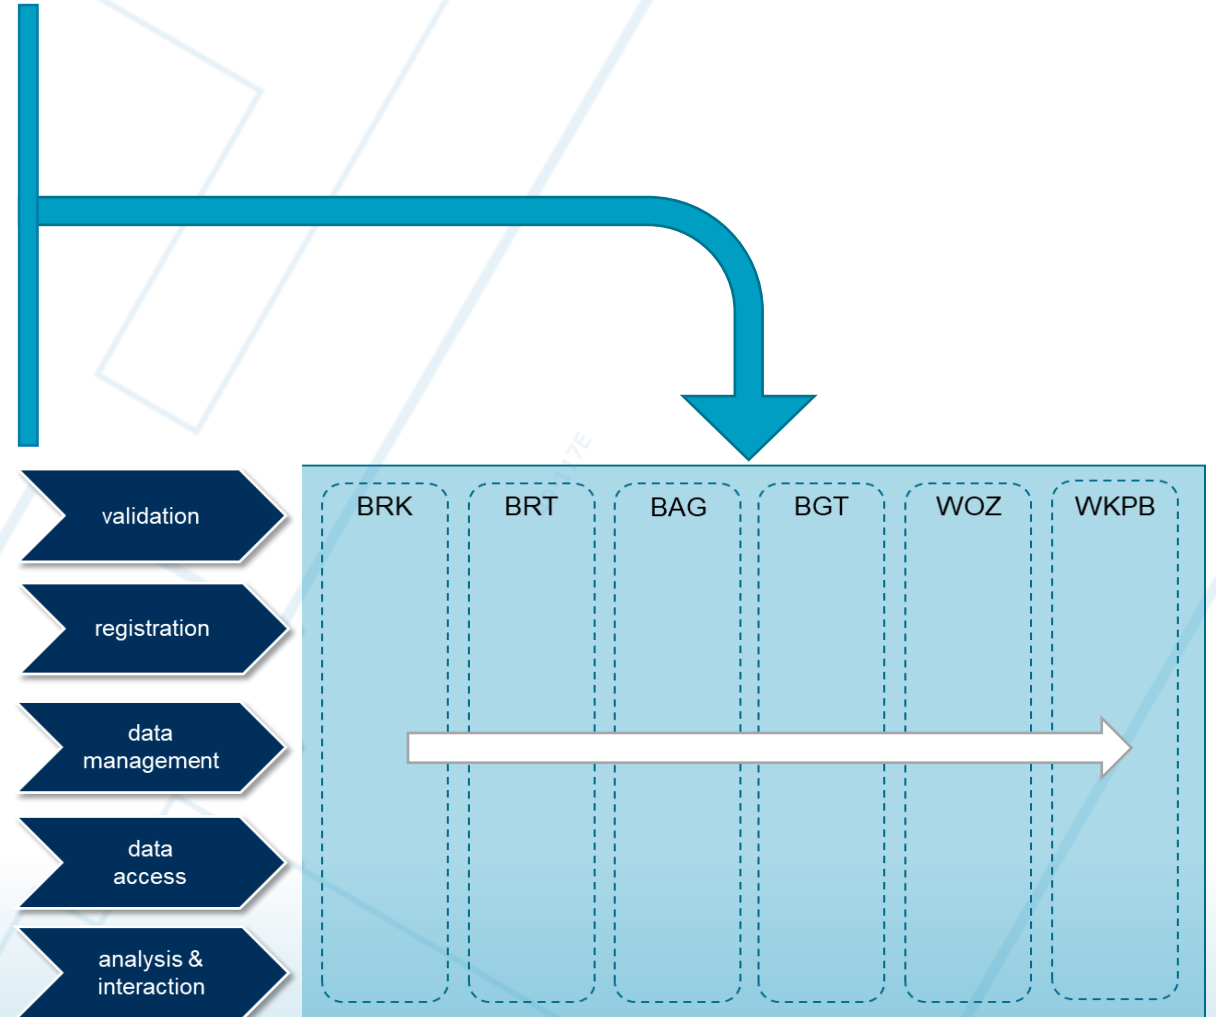 validation
BRK BRT BAG BGT WOZ WKPB
registration
data
management
data
access
analysis &
interaction